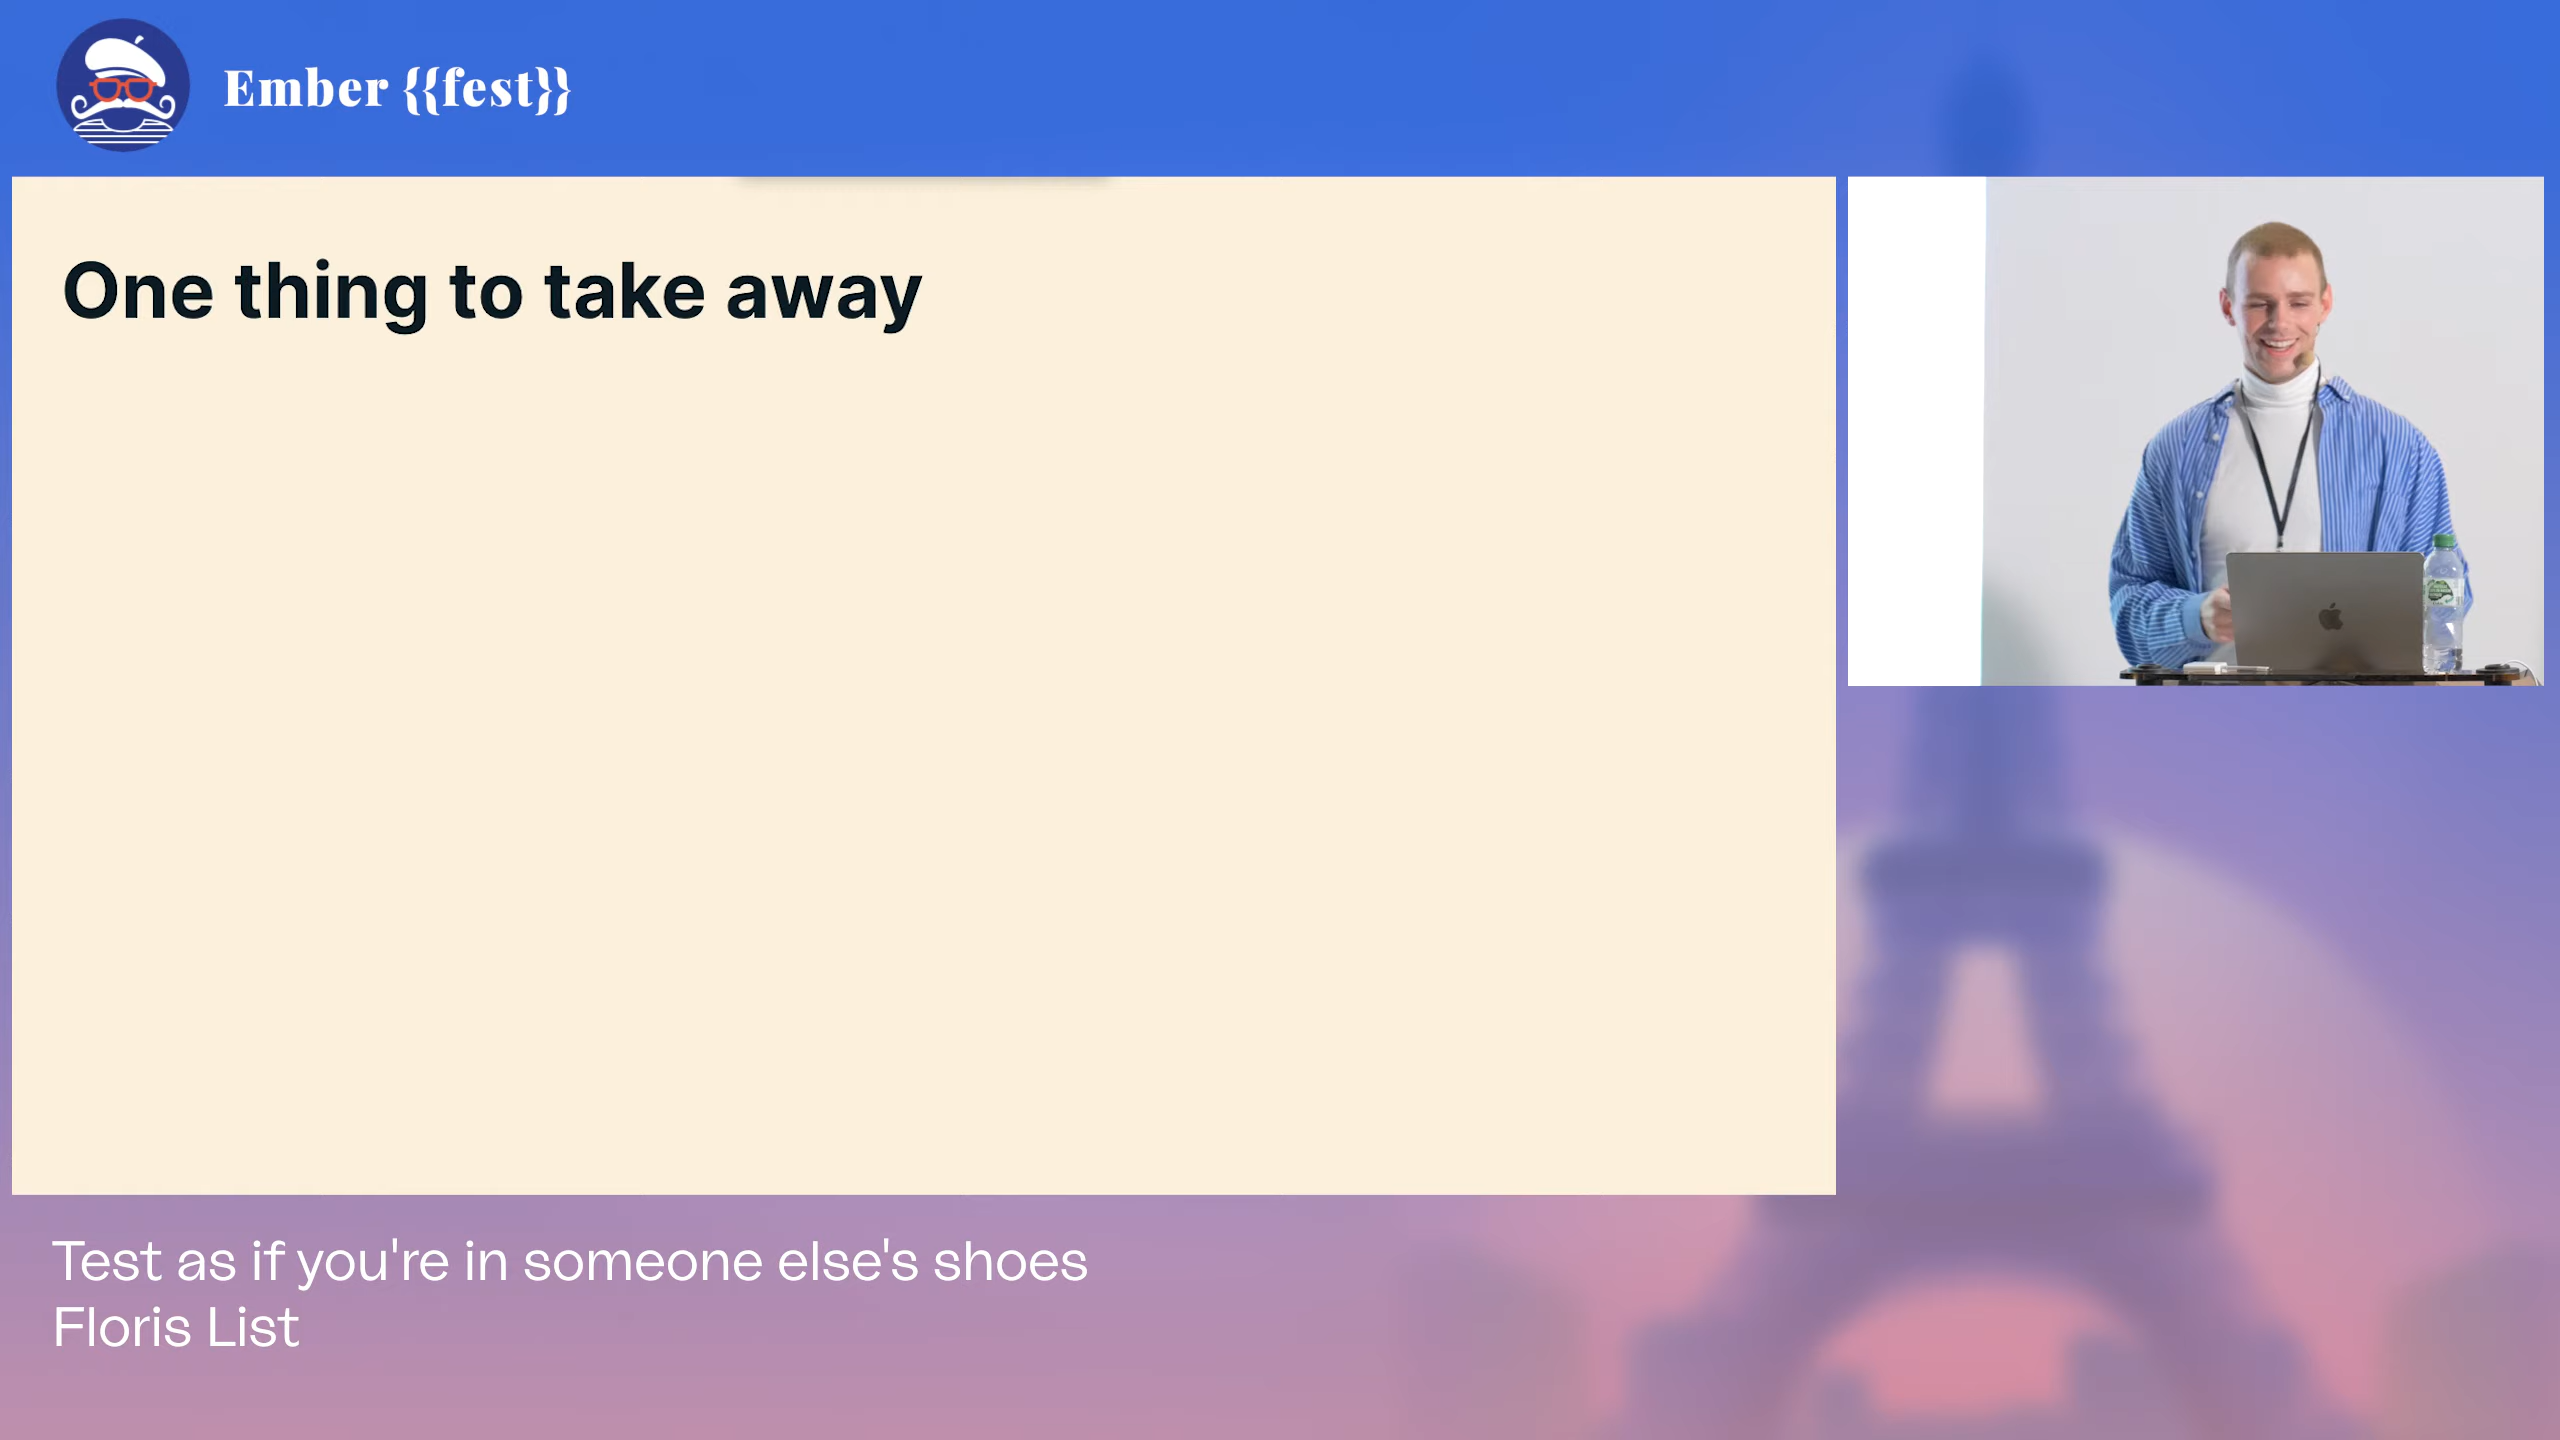 Ember {{fest}}
One thing to take away
Test as if you're in someone else's shoes
Floris List